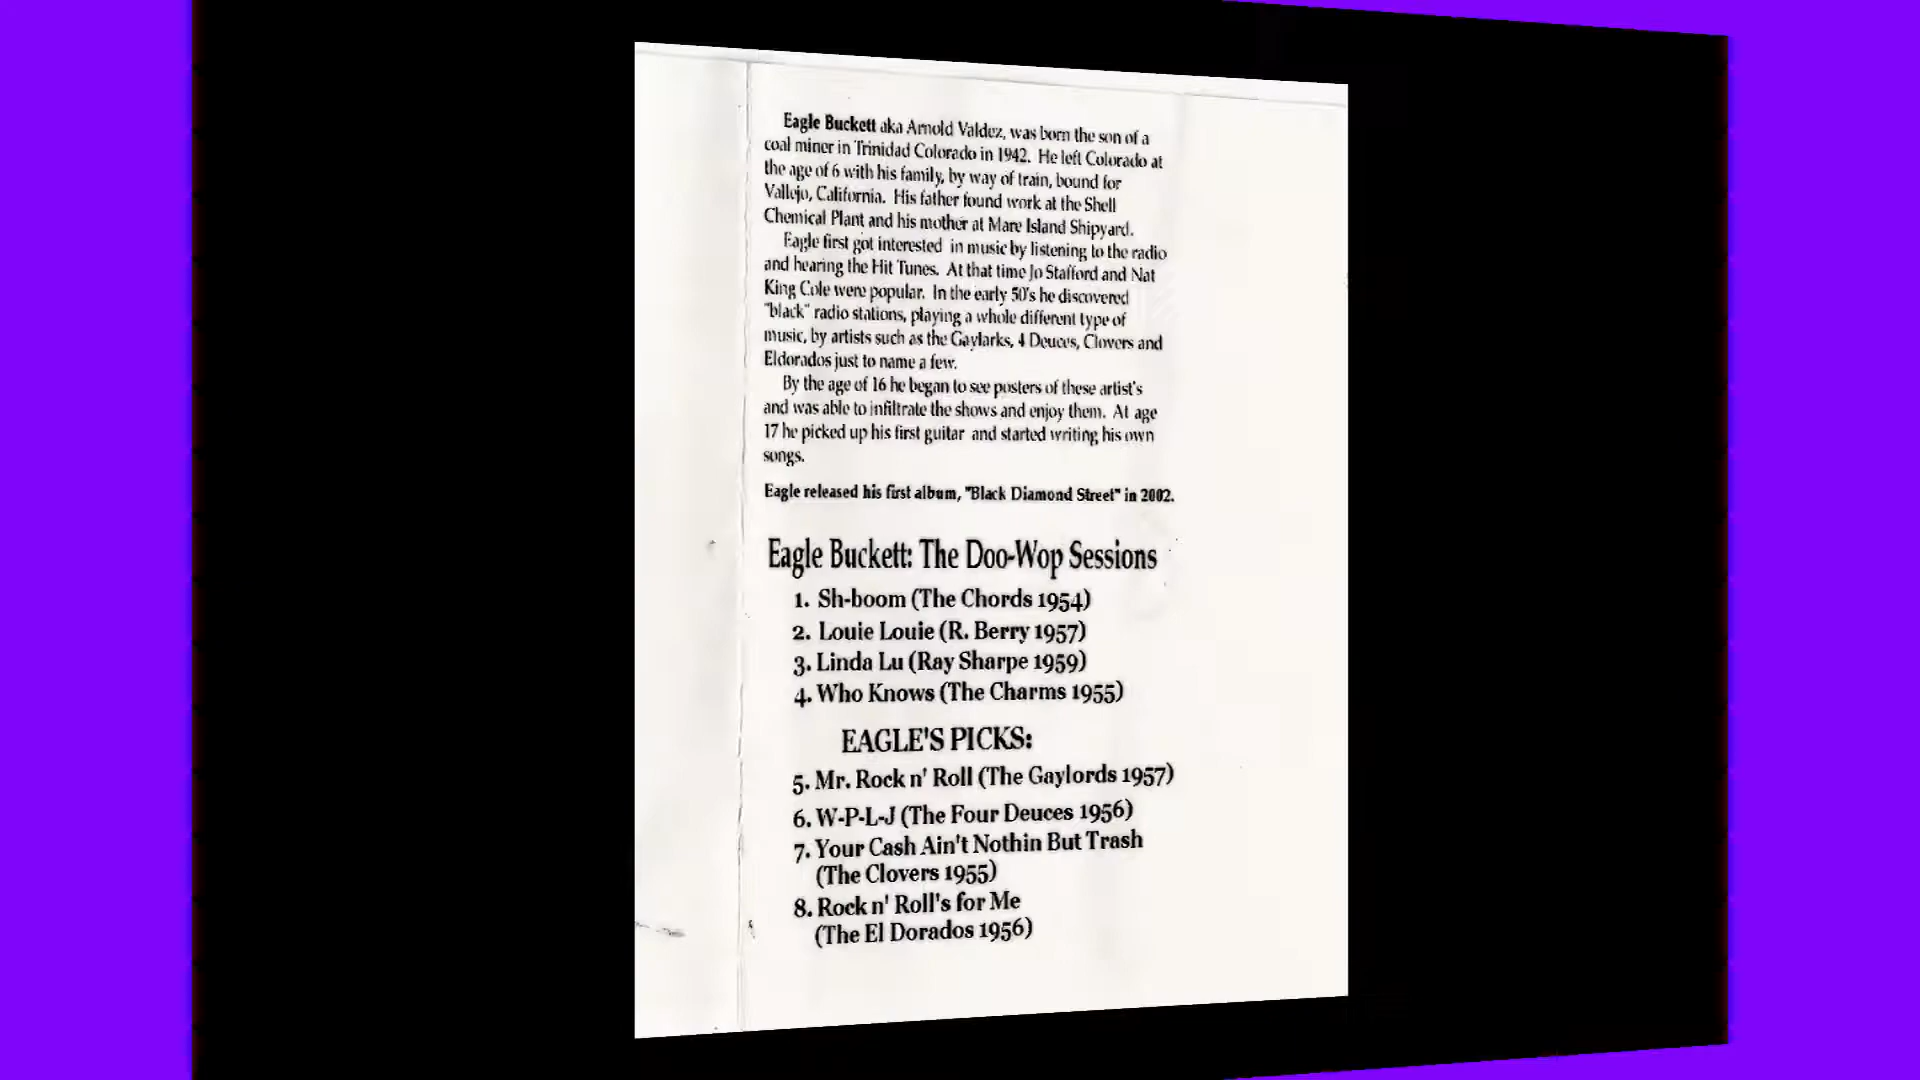 Eagle Buckett aka Arnold Valdez, was born the son of a
coal miner in Trinidad Colorado in 1942. He left Colorado at
the age of 6 with his family, by way of train, bound for
Vallejo, California. His father found work at the Shell
Chemical Plant and his mother at Mare Island Shipyard.
Eagle first got interested in music by listening to the radio
and hearing the Hit Tunes. At that time Jo Stafford and Nat
King Cole were popular. In the early 50's he discovered
"black" radio stations, playing a whole different type of
music, by artists such as the Gaylarks, 4 Deuces, Clovers and
Eldorados just to name a few.
By the age of 16 he began to see posters of these artist's
and was able to infiltrate the shows and enjoy them. At age
17 he picked up his first guitar and started writing his own
songs.
Eagle released his first album, "Black Diamond Street" in 2002.
Eagle Buckett: The Doo-Wop Sessions
1. Sh-boom (The Chords 1954)
2. Louie Louie (R. Berry 1957)
3. Linda Lu (Ray Sharpe 1959)
4. Who Knows (The Charms 1955)
EAGLE'S PICKS:
5. Mr. Rock n' Roll (The Gaylords 1957)
6. W-P-L-J (The Four Deuces 1956)
7. Your Cash Ain't Nothin But Trash
(The Clovers 1955)
8. Rock n' Roll's for Me
(The El Dorados 1956)